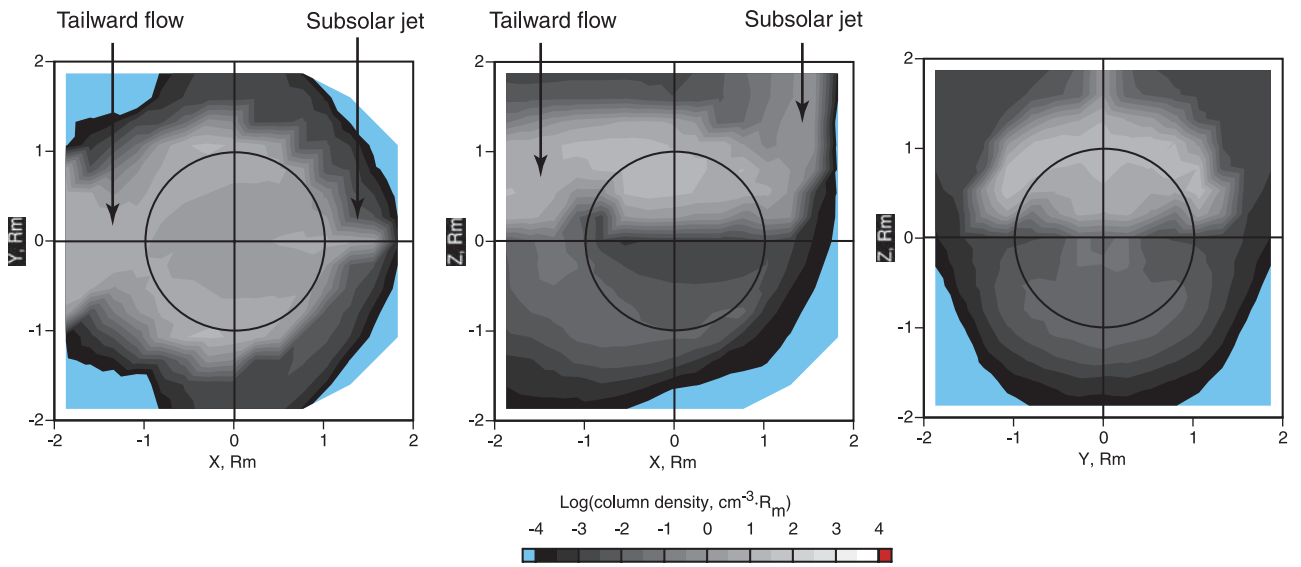 Tailward flow
Subsolar jet
Tailward flow
Subsolar jet
2
1
0
-1
-2
Y, Rm
-2
-1
0
1
2
X, Rm
2
1
0
-1
-2
Z, Rm
-2
-1
0
1
2
X, Rm
2
1
0
-1
-2
Z, Rm
-2
-1
0
1
2
Y, Rm
Log(column density, cm⁻³·Rₘ)
-4 -3 -2 -1 0 1 2 3 4